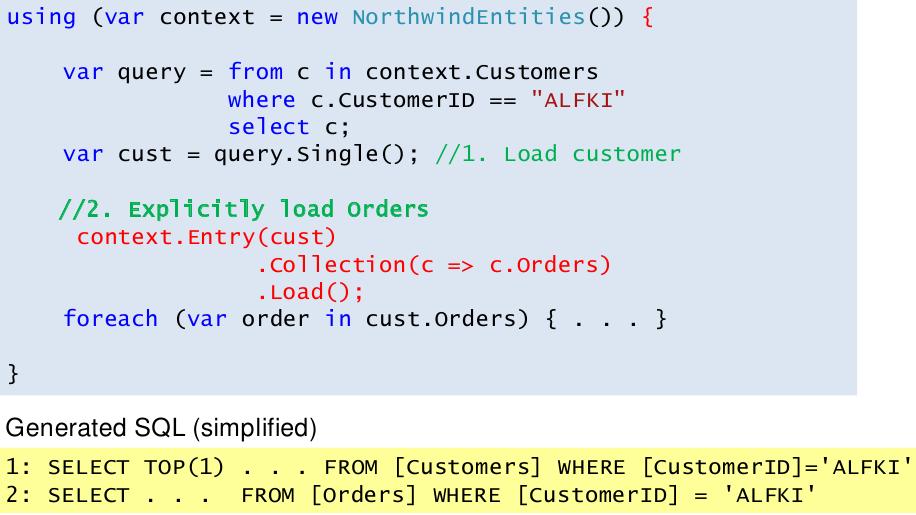 using (var context = new NorthwindEntities()) {
var query = from c in context.Customers
where c.CustomerID == "ALFKI"
select c;
var cust = query.Single(); //1. Load customer
//2. Explicitly load Orders
context.Entry(cust)
.Collection(c => c.Orders)
.Load();
foreach (var order in cust.Orders) { . . . }
}
Generated SQL (simplified)
1: SELECT TOP(1) . . . FROM [Customers] WHERE [CustomerID]='ALFKI'
2: SELECT . . .  FROM [Orders] WHERE [CustomerID] = 'ALFKI'